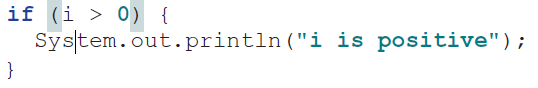 if (i > 0) {
  System.out.println("i is positive");
}